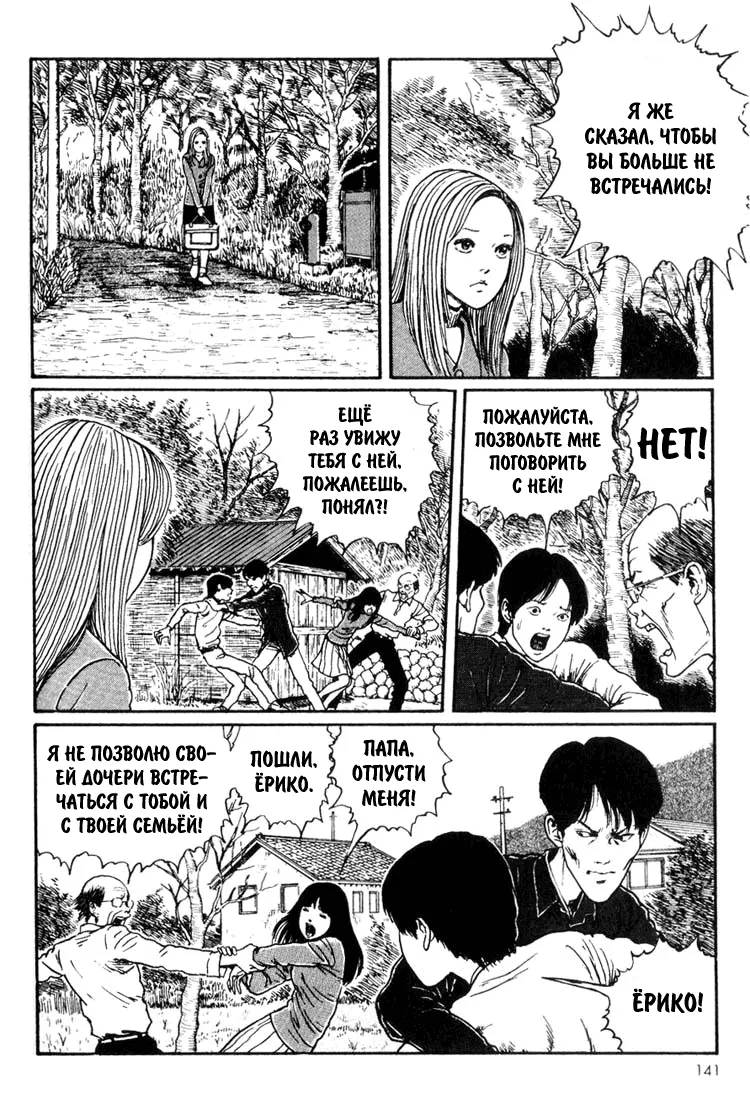 Я ЖЕ
СКАЗАЛ, ЧТОБЫ
ВЫ БОЛЬШЕ НЕ
ВСТРЕЧАЛИСЬ!
ЕЩЁ
РАЗ УВИЖУ
ТЕБЯ С НЕЙ,
ПОЖАЛЕЕШЬ,
ПОНЯЛ?!
ПОЖАЛУЙСТА,
ПОЗВОЛЬТЕ МНЕ
ПОГОВОРИТЬ
С НЕЙ!
НЕТ!
Я НЕ ПОЗВОЛЮ СВО-
ЕЙ ДОЧЕРИ ВСТРЕ-
ЧАТЬСЯ С ТОБОЙ И
С ТВОЕЙ СЕМЬЁЙ!
ПОШЛИ,
ЁРИКО.
ПАПА,
ОТПУСТИ
МЕНЯ!
ЁРИКО!
141